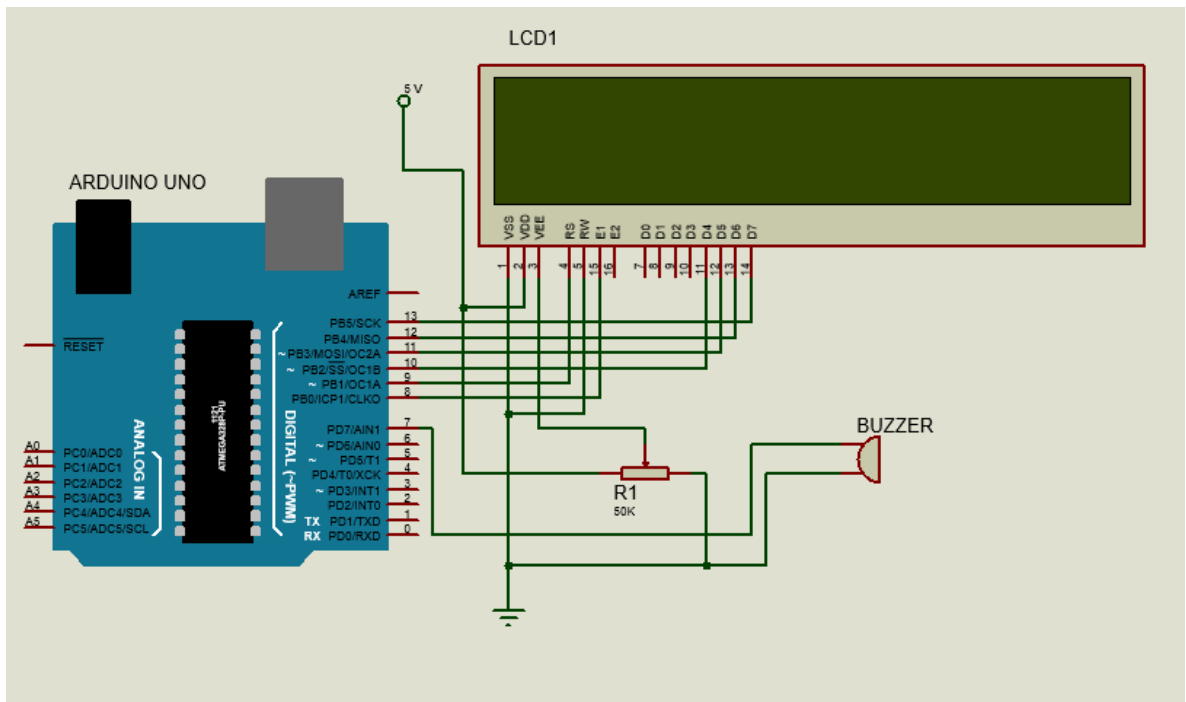 LCD1
5 V
ARDUINO UNO
VSS
VDD
VEE
RS
RW
E1
E2
D0
D1
D2
D3
D4
D5
D6
D7
1
2
3
4
5
15
16
7
8
9
10
11
12
13
14
AREF
RESET
PB5/SCK 13
PB4/MISO 12
~ PB3/MOSI/OC2A 11
~ PB2/SS/OC1B 10
~ PB1/OC1A 9
PB0/ICP1/CLKO 8
PD7/AIN1 7
~ PD6/AIN0 6
~ PD5/T1 5
PD4/T0/XCK 4
~ PD3/INT1 3
PD2/INT0 2
TX PD1/TXD 1
RX PD0/RXD 0
DIGITAL (~PWM)
ANALOG IN
1121
ATMEGA328P-PU
A0 PC0/ADC0
A1 PC1/ADC1
A2 PC2/ADC2
A3 PC3/ADC3
A4 PC4/ADC4/SDA
A5 PC5/ADC5/SCL
R1
50K
BUZZER